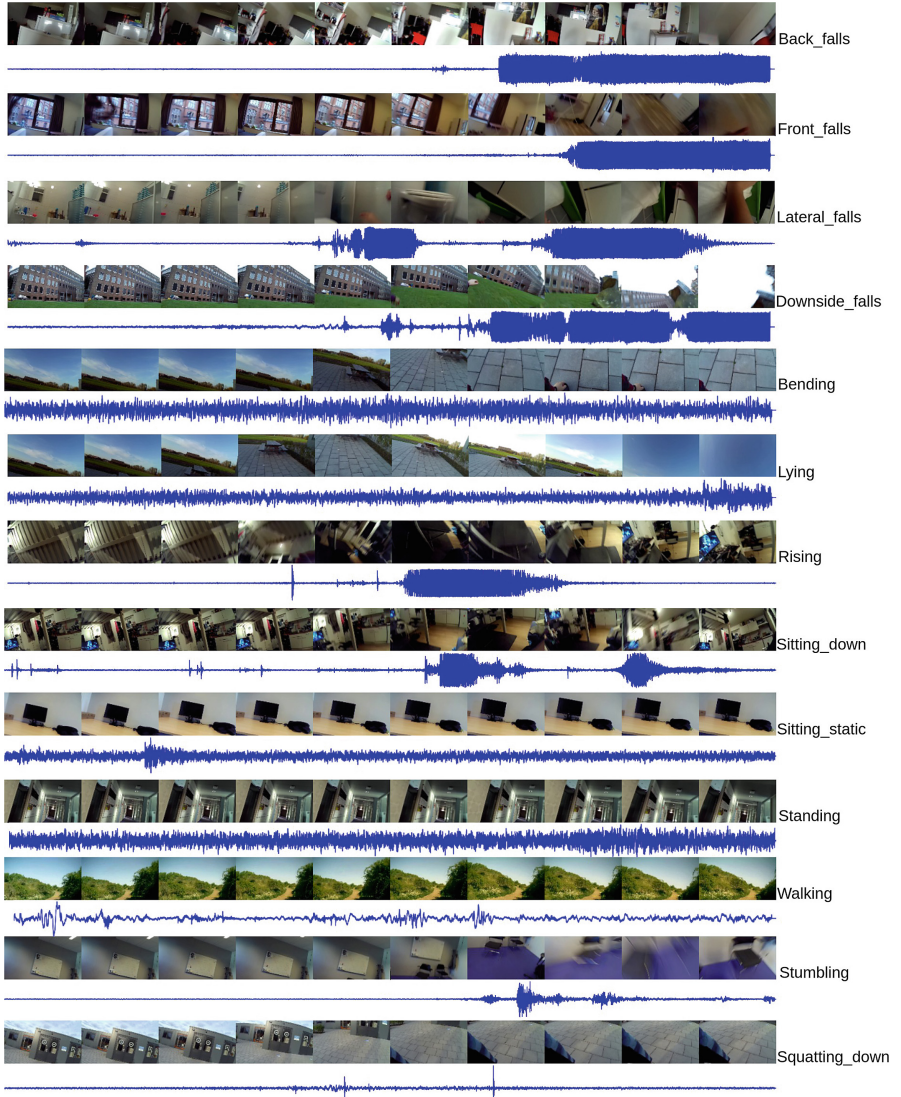 Back_falls
Front_falls
Lateral_falls
Downside_falls
Bending
Lying
Rising
Sitting_down
Sitting_static
Standing
Walking
Stumbling
Squatting_down